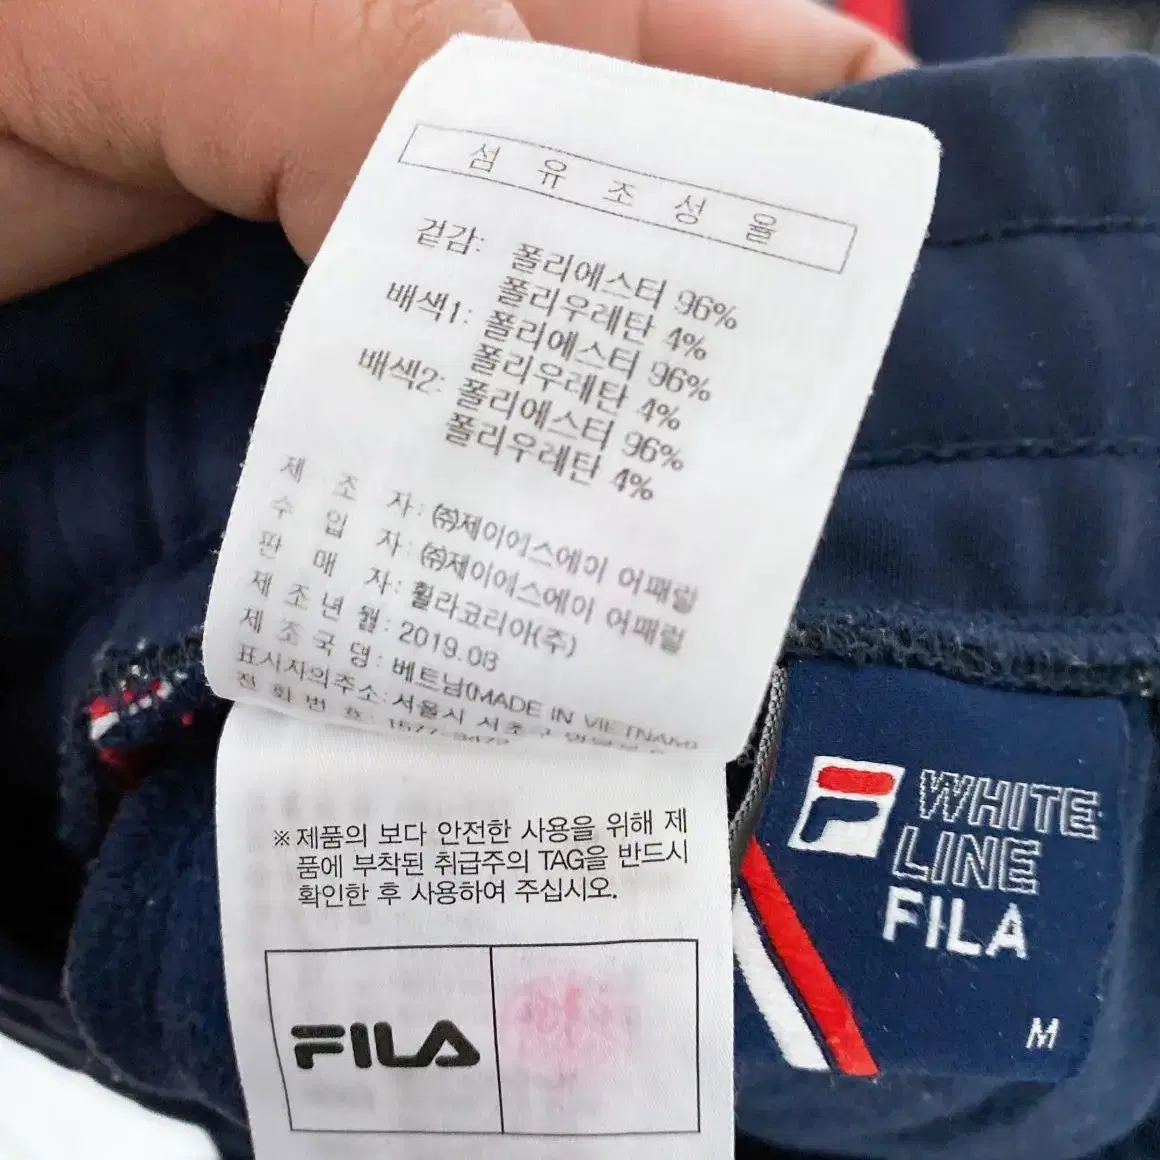 섬 유 조 성 율
겉감: 폴리에스터 96%
폴리우레탄 4%
배색1: 폴리에스터 96%
폴리우레탄 4%
배색2: 폴리에스터 96%
폴리우레탄 4%
제 조 자: ㈜제이에스에이 어패럴
수 입 자: ㈜제이에스에이 어패럴
판 매 자: 휠라코리아(주)
제 조 년 월: 2019.08
제 조 국 명: 베트남(MADE IN VIETNAM)
표시자의주소: 서울시 서초구
전 화 번 호: 1577-3472
※ 제품의 보다 안전한 사용을 위해 제
품에 부착된 취급주의 TAG을 반드시
확인한 후 사용하여 주십시오.
FILA
F WHITE
LINE
FILA
M